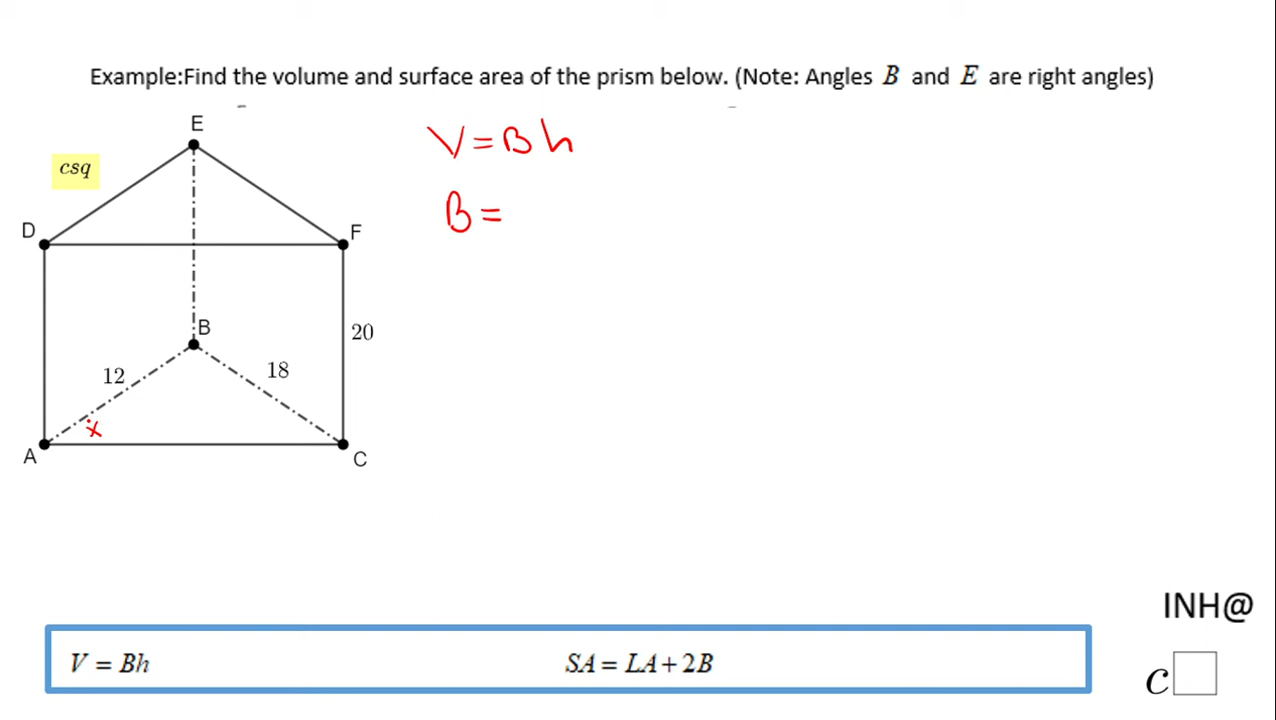 Example:Find the volume and surface area of the prism below. (Note: Angles B and E are right angles)
E
V = B h
csq
B =
D
F
B
20
12
18
x
A
C
INH@
V = Bh
SA = LA + 2B
c